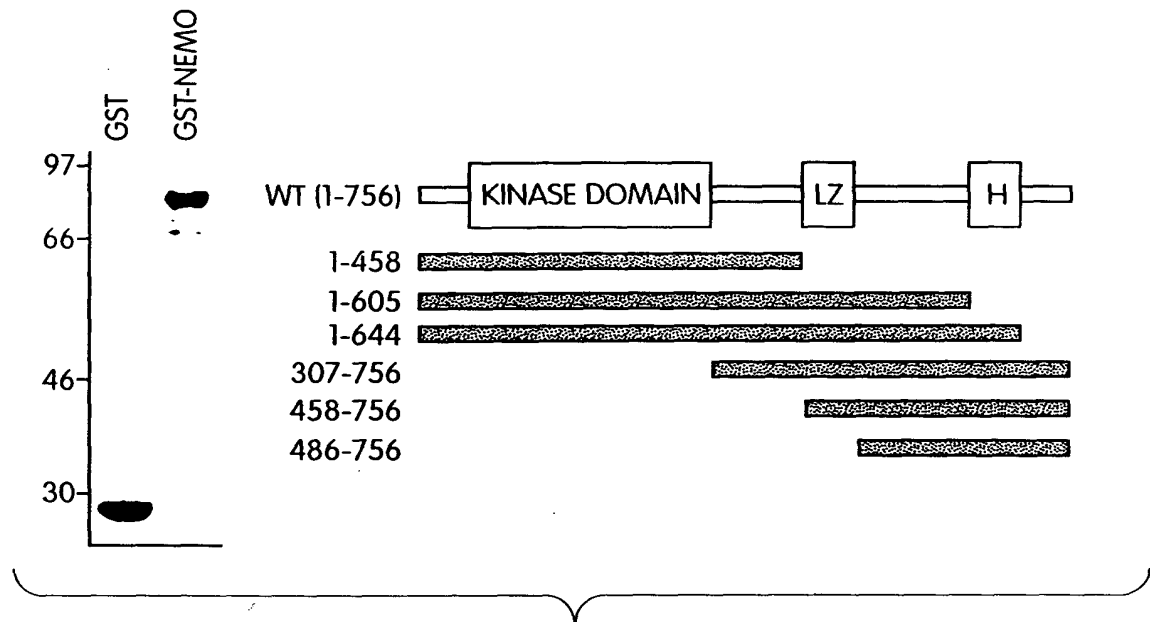 GST
GST-NEMO
97
66
46
30
WT (1-756)
KINASE DOMAIN
LZ
H
1-458
1-605
1-644
307-756
458-756
486-756